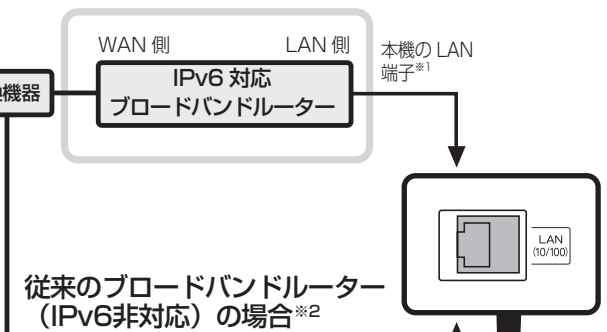 WAN 側
LAN 側
本機の LAN
端子※1
機器
IPv6 対応
ブロードバンドルーター
LAN
(10/100)
従来のブロードバンドルーター
（IPv6非対応）の場合※2